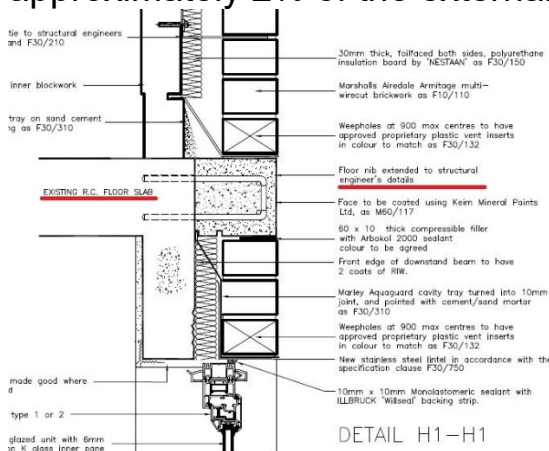 approximately 2% of the external
tie to structural engineers
and F30/210
inner blockwork
tray on sand cement
ng as F30/310
EXISTING R.C. FLOOR SLAB
made good where
d
type 1 or 2
glazed unit with 6mm
on K glass inner pane
30mm thick, foilfaced both sides, polyurethane
insulation board by 'NESTAAN' as F30/150
Marshalls Airedale Armitage multi-
wirecut brickwork as F10/110
Weepholes at 900 max centres to have
approved proprietary plastic vent inserts
in colour to match as F30/132
Floor nib extended to structural
engineer's details
Face to be coated using Keim Mineral Paints
Ltd, as M60/117
60 x 10 thick compressible filler
with Arbokol 2000 sealant
colour to be agreed
Front edge of downstand beam to have
2 coats of RIW.
Marley Aquaguard cavity tray turned into 10mm
joint, and pointed with cement/sand mortar
as F30/310
Weepholes at 900 max centres to have
approved proprietary plastic vent inserts
in colour to match as F30/132
New stainless steel lintel in accordance with the
specification clause F30/750
10mm x 10mm Monolastomeric sealant with
ILLBRUCK 'Willseal' backing strip.
DETAIL H1-H1